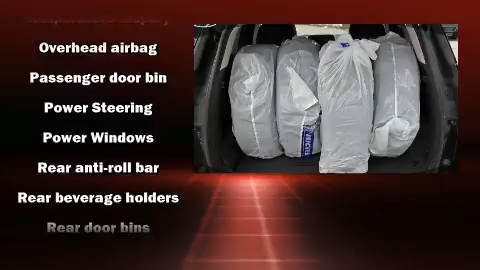 Overhead airbag
Passenger door bin
Power Steering
Power Windows
Rear anti-roll bar
Rear beverage holders
Rear door bins